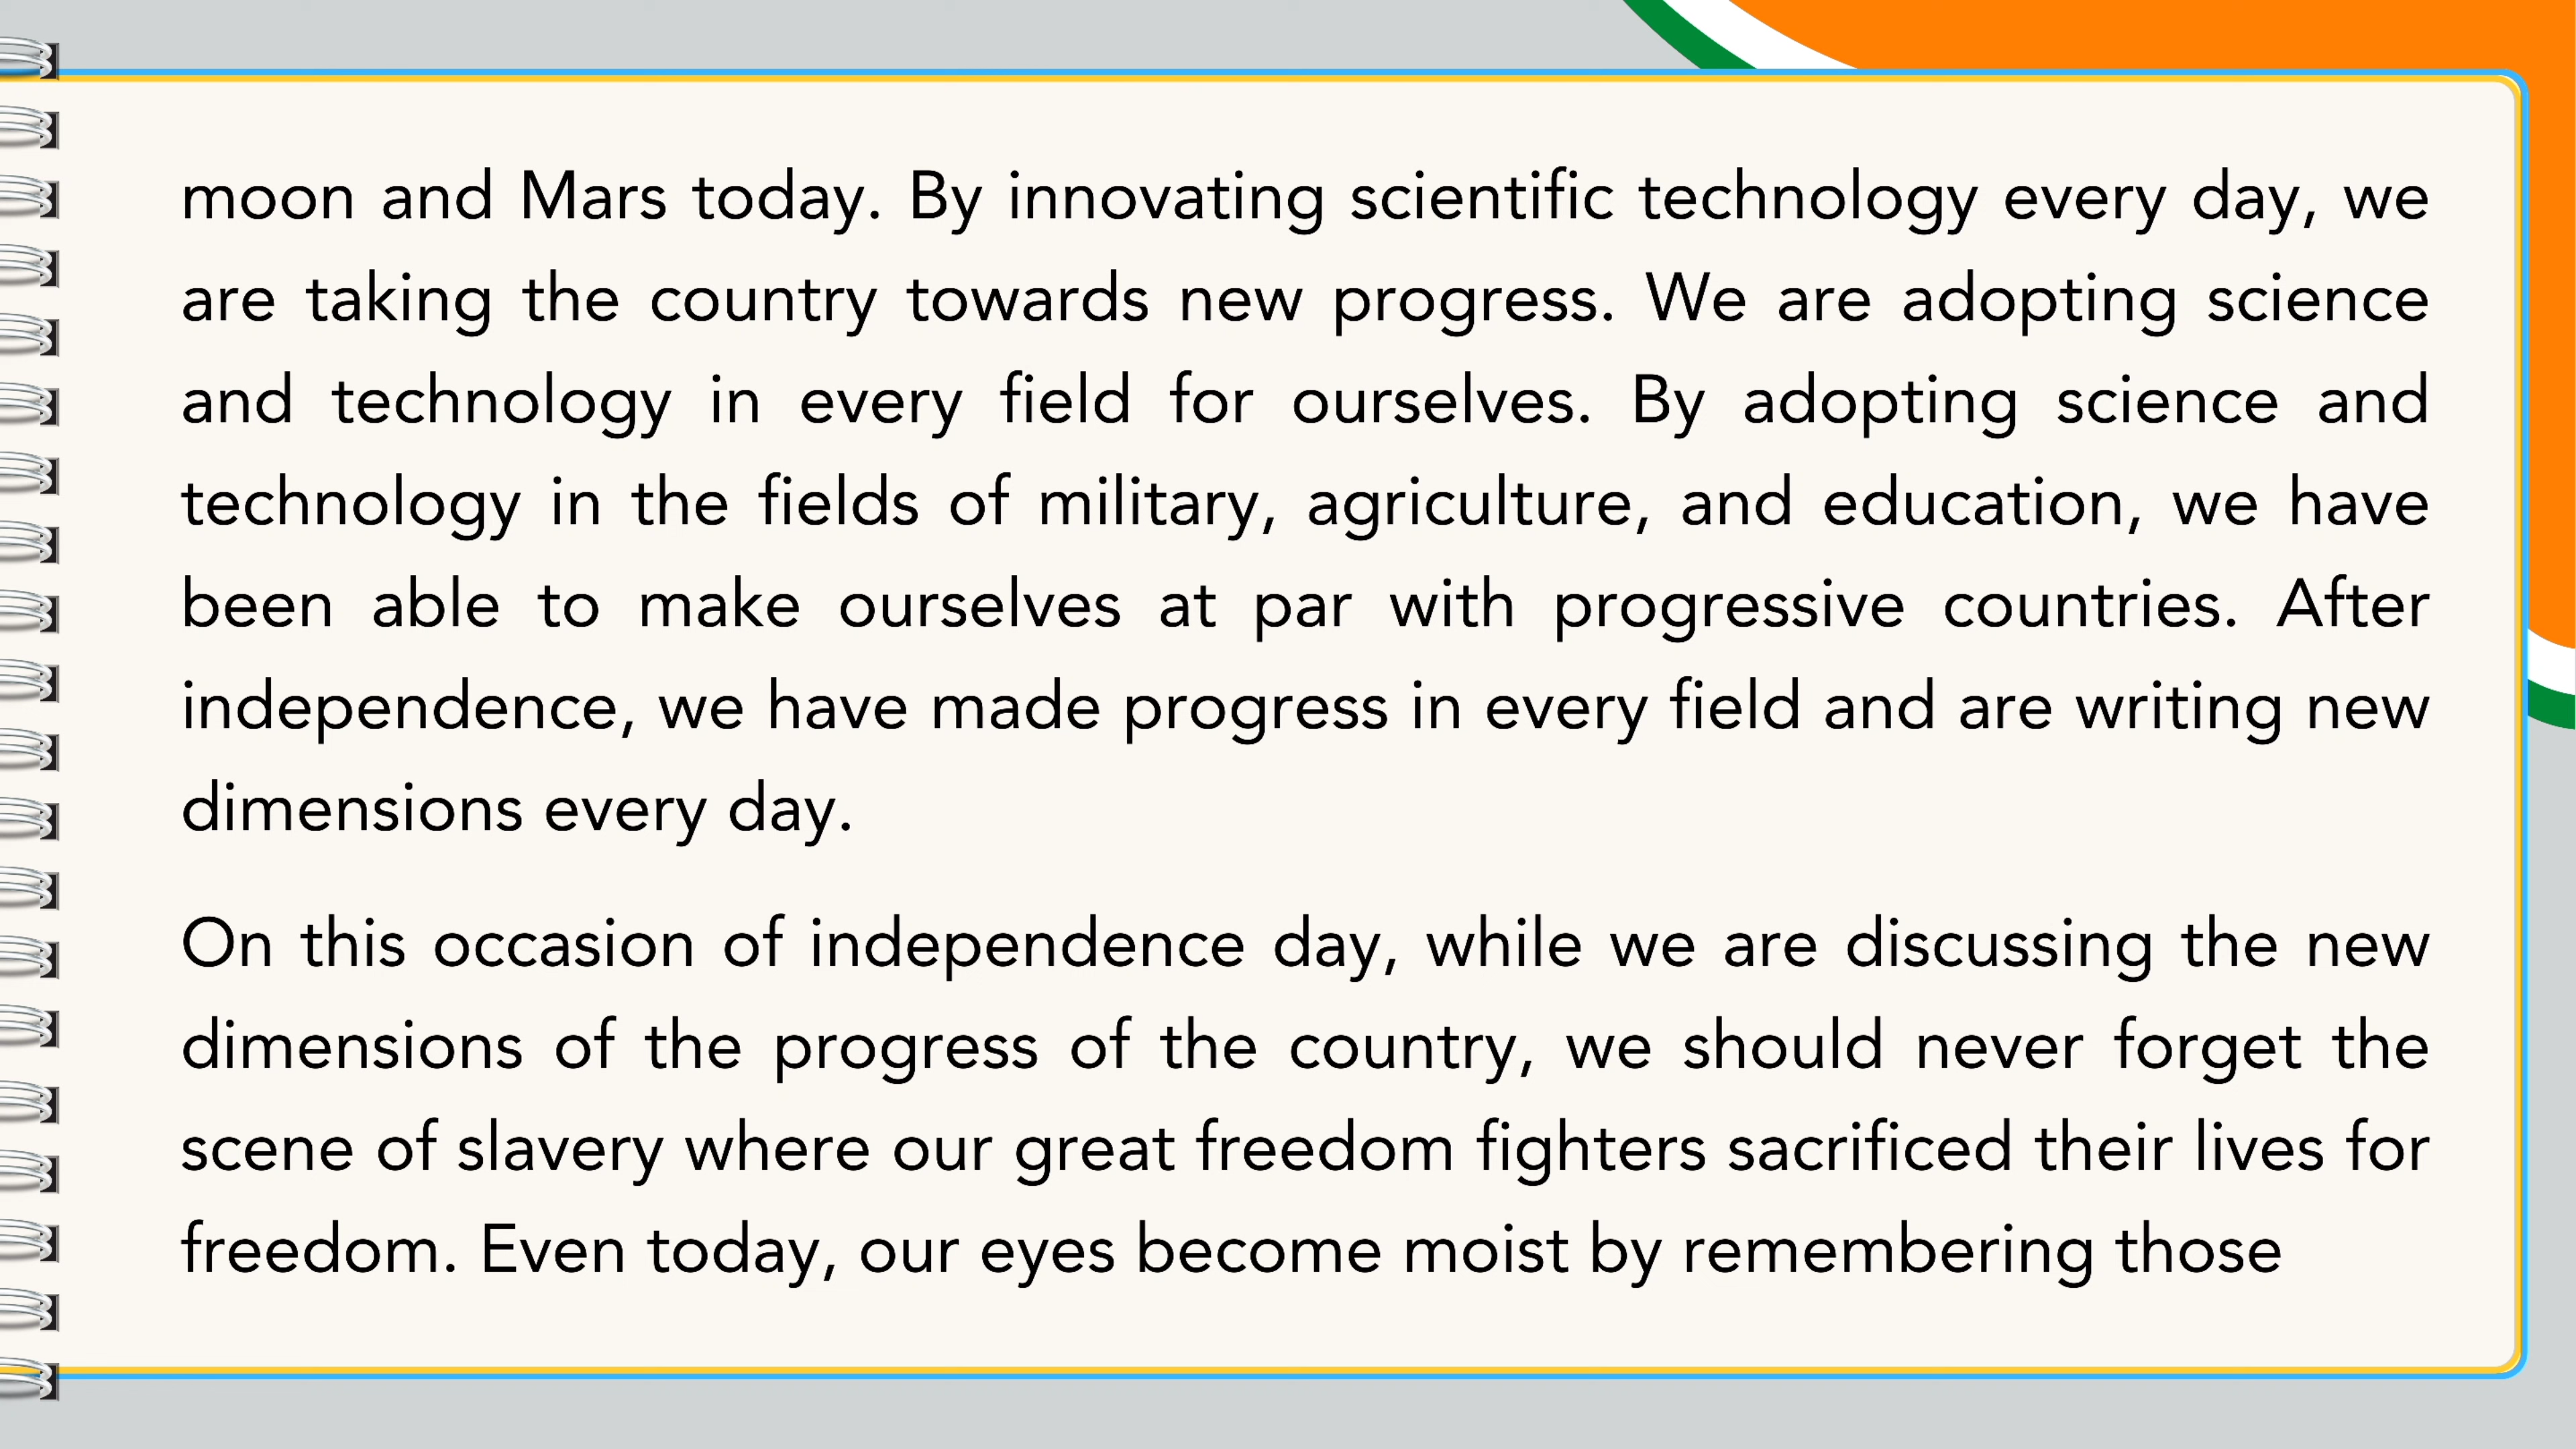 moon and Mars today. By innovating scientific technology every day, we
are taking the country towards new progress. We are adopting science
and technology in every field for ourselves. By adopting science and
technology in the fields of military, agriculture, and education, we have
been able to make ourselves at par with progressive countries. After
independence, we have made progress in every field and are writing new
dimensions every day.
On this occasion of independence day, while we are discussing the new
dimensions of the progress of the country, we should never forget the
scene of slavery where our great freedom fighters sacrificed their lives for
freedom. Even today, our eyes become moist by remembering those